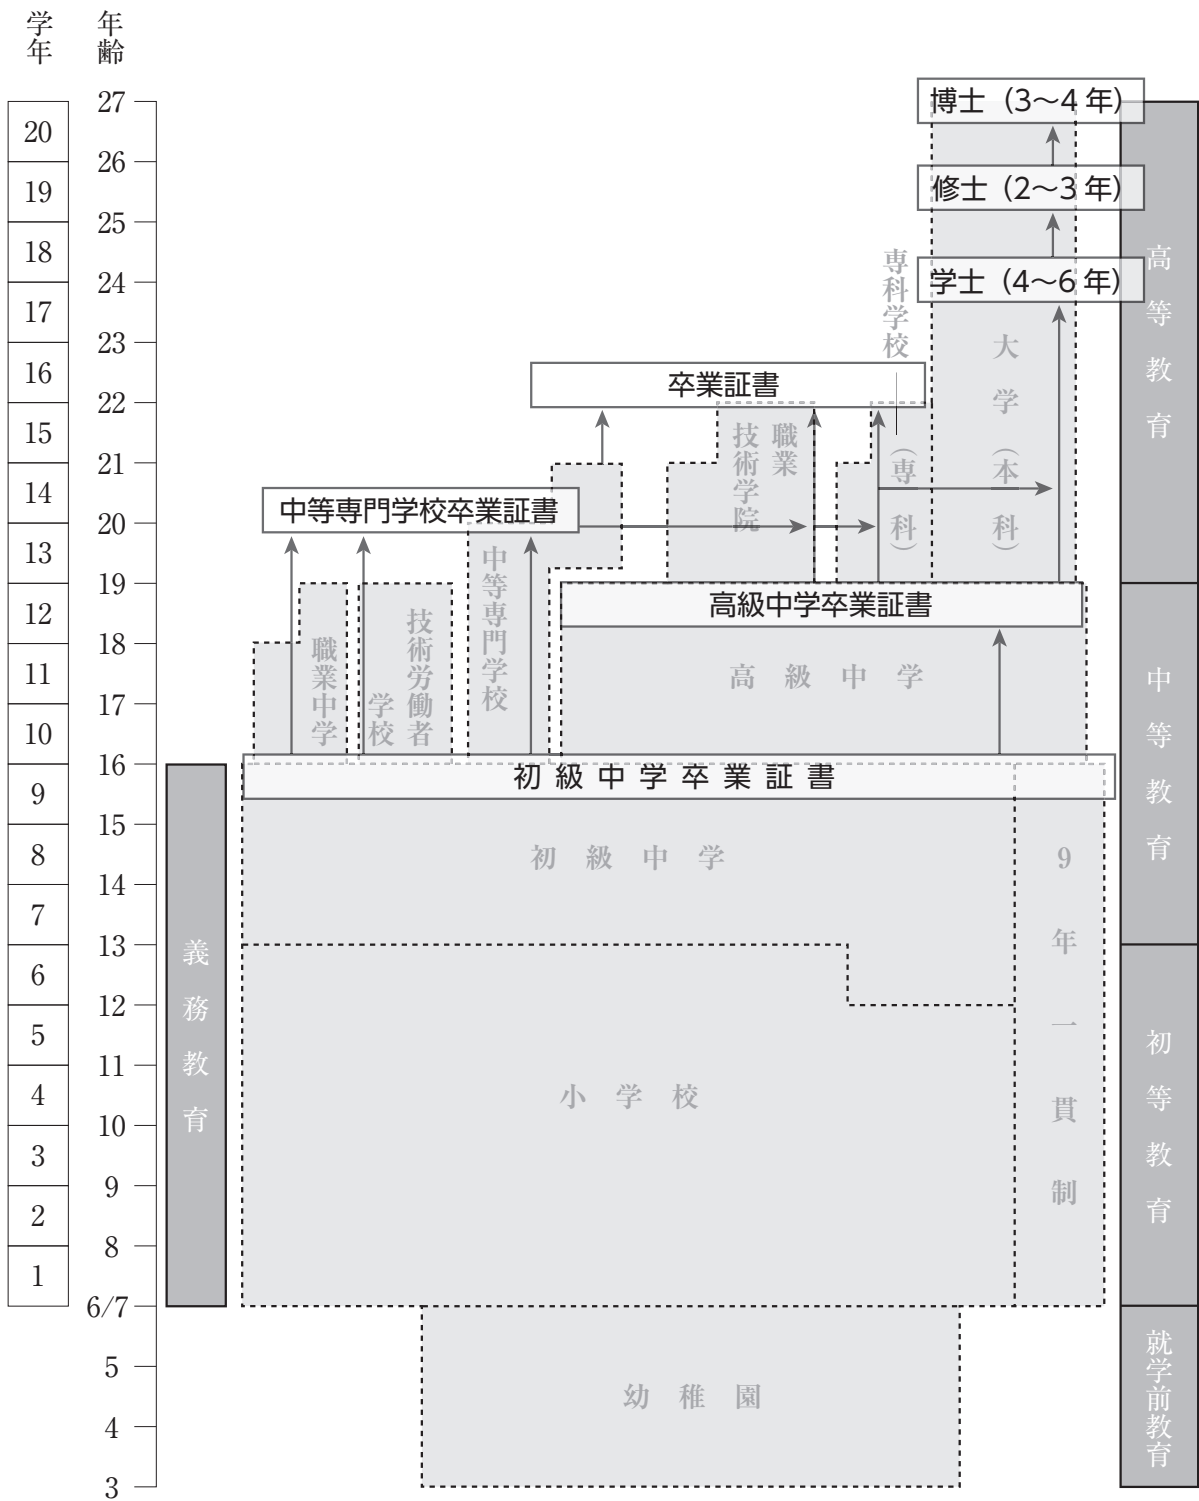 学年
年齢
27
20
26
19
25
18
24
17
23
16
22
15
21
14
20
13
19
12
18
11
17
10
16
9
15
8
14
7
13
6
12
5
11
4
10
3
9
2
8
1
6/7
5
4
3
博士（3～4 年）
修士（2～3 年）
学士（4～6 年）
専科学校
大学（本科）
（専科）
卒業証書
職業
技術学院
中等専門学校卒業証書
中等専門学校
高級中学卒業証書
高級中学
職業中学
技術労働者
学校
初級中学卒業証書
初級中学
9年一貫制
小学校
幼稚園
義務教育
高等教育
中等教育
初等教育
就学前教育